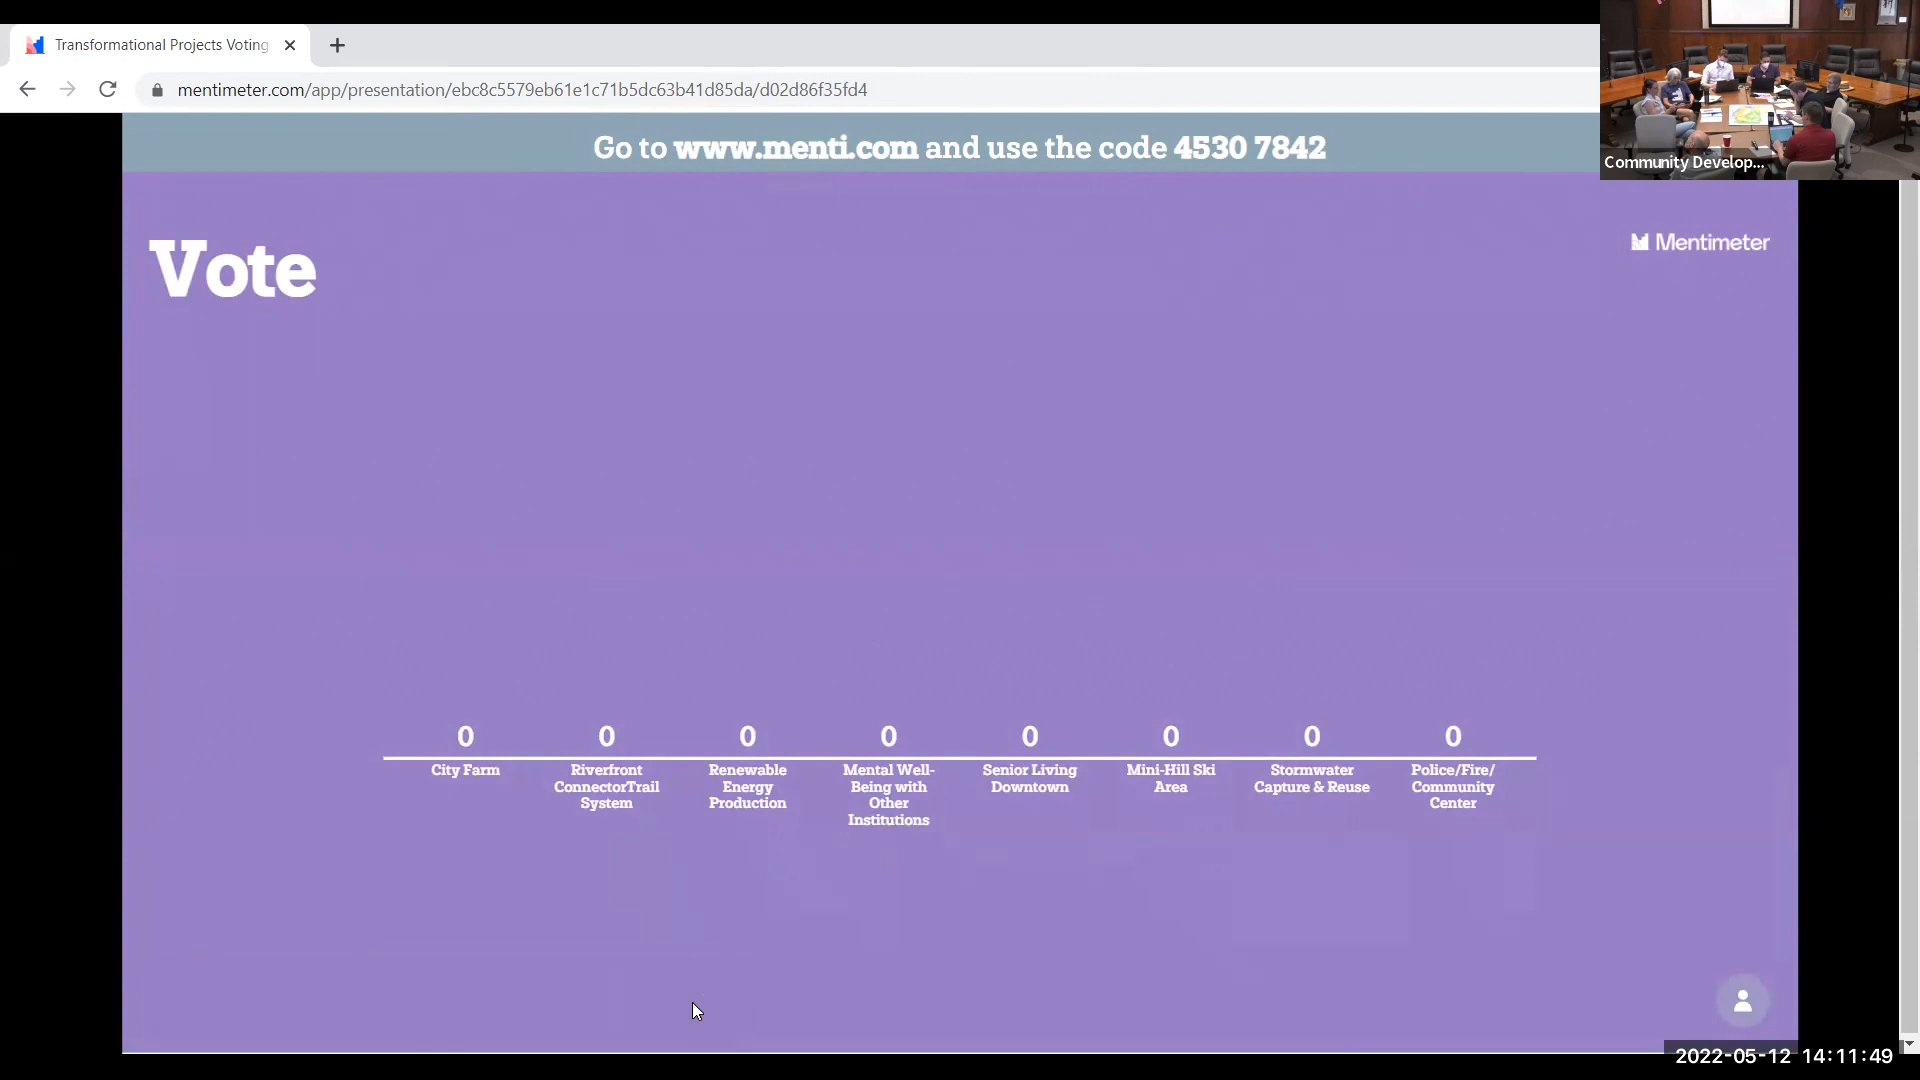 Transformational Projects Voting
mentimeter.com/app/presentation/ebc8c5579eb61e1c71b5dc63b41d85da/d02d86f35fd4
Community Develop...
Go to www.menti.com and use the code 4530 7842
Vote
Mentimeter
0 0 0 0 0 0 0 0
City Farm
Riverfront
ConnectorTrail
System
Renewable
Energy
Production
Mental Well-
Being with
Other
Institutions
Senior Living
Downtown
Mini-Hill Ski
Area
Stormwater
Capture & Reuse
Police/Fire/
Community
Center
2022-05-12 14:11:49